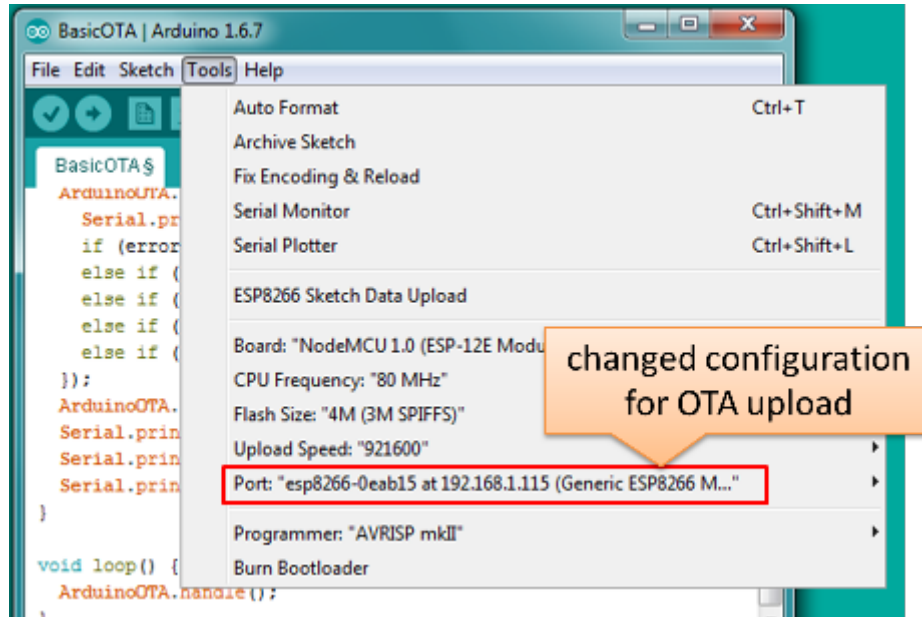 BasicOTA | Arduino 1.6.7
File Edit Sketch Tools Help
BasicOTA§
Auto Format Ctrl+T
Archive Sketch
Fix Encoding & Reload
Serial Monitor Ctrl+Shift+M
Serial Plotter Ctrl+Shift+L
ESP8266 Sketch Data Upload
Board: "NodeMCU 1.0 (ESP-12E Modu
CPU Frequency: "80 MHz"
Flash Size: "4M (3M SPIFFS)"
Upload Speed: "921600"
Port: "esp8266-0eab15 at 192.168.1.115 (Generic ESP8266 M..."
Programmer: "AVRISP mkII"
Burn Bootloader
changed configuration
for OTA upload
ArduinoOTA.
Serial.pr
if (error
else if (
else if (
else if (
else if (
});
ArduinoOTA.
Serial.prin
Serial.prin
Serial.prin
}
void loop() {
ArduinoOTA.handle();